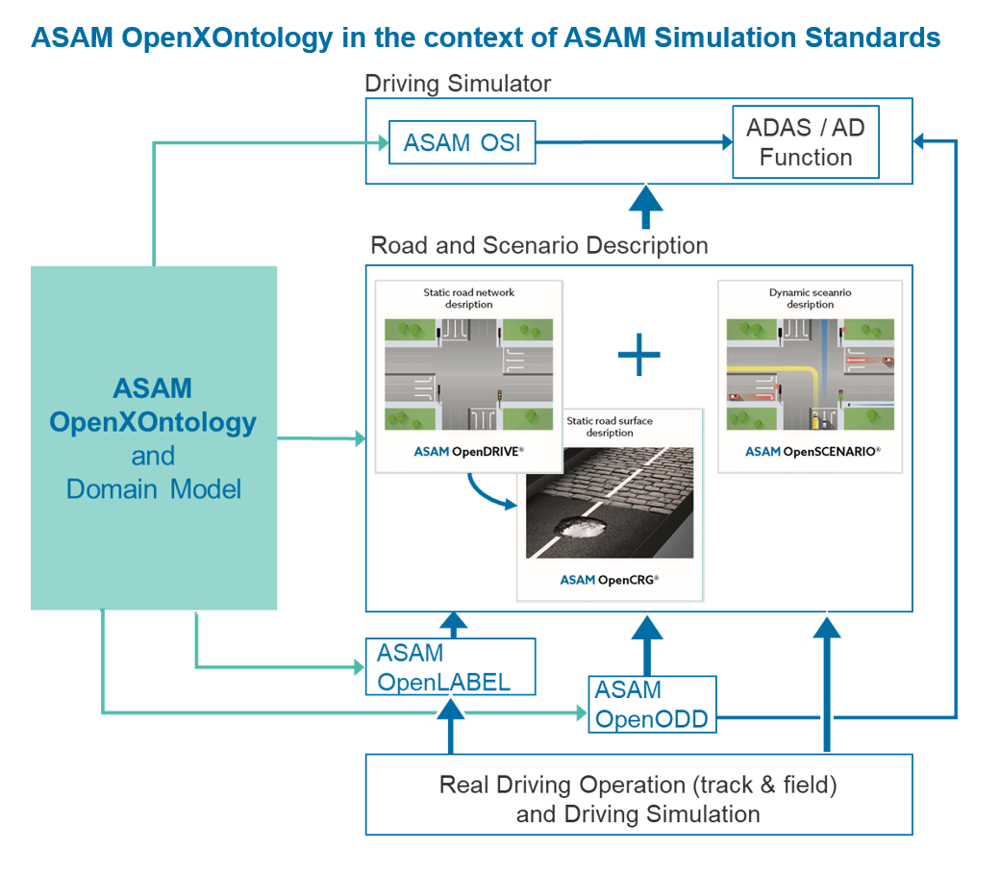 ASAM OpenXOntology in the context of ASAM Simulation Standards
Driving Simulator
ASAM OSI
ADAS / AD
Function
Road and Scenario Description
Static road network
desription
ASAM OpenDRIVE®
+
Dynamic sceanrio
desription
ASAM OpenSCENARIO®
Static road surface
desription
ASAM OpenCRG®
ASAM
OpenXOntology
and
Domain Model
ASAM
OpenLABEL
ASAM
OpenODD
Real Driving Operation (track & field)
and Driving Simulation